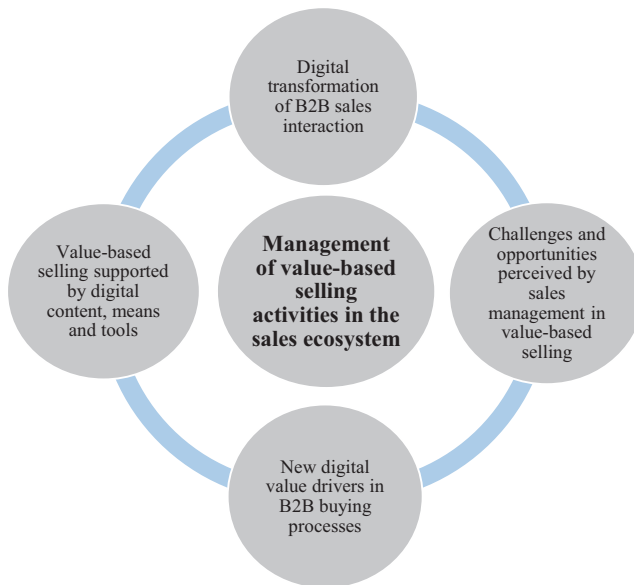 Digital
transformation
of B2B sales
interaction
Value-based
selling supported
by digital
content, means
and tools
Management
of value-based
selling
activities in the
sales ecosystem
Challenges and
opportunities
perceived by
sales
management in
value-based
selling
New digital
value drivers in
B2B buying
processes